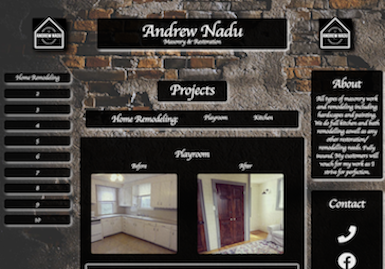 ANDREW NADU
Andrew Nadu
Masonry & Restoration
ANDREW NADU
Projects
Home Remodeling
2
3
4
5
6
7
8
9
10
Home Remodeling:
Playroom
Kitchen
Playroom
Before
After
About
All types of masonry work
and remodeling including,
hardscapes and painting.
We do full kitchen and bath
remodeling aswell as any
other restoration/
remodeling needs. Fully
insured. My customers will
vouch for my work as I
strive for perfection.
Contact